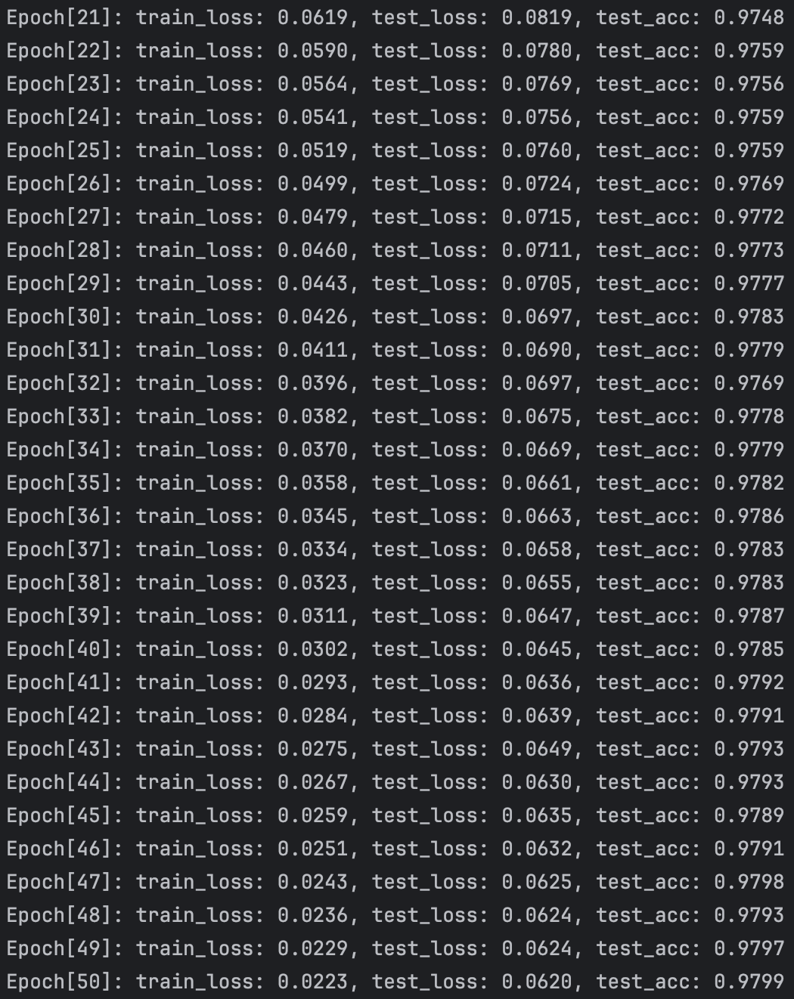 Epoch[21]: train_loss: 0.0619, test_loss: 0.0819, test_acc: 0.9748
Epoch[22]: train_loss: 0.0590, test_loss: 0.0780, test_acc: 0.9759
Epoch[23]: train_loss: 0.0564, test_loss: 0.0769, test_acc: 0.9756
Epoch[24]: train_loss: 0.0541, test_loss: 0.0756, test_acc: 0.9759
Epoch[25]: train_loss: 0.0519, test_loss: 0.0760, test_acc: 0.9759
Epoch[26]: train_loss: 0.0499, test_loss: 0.0724, test_acc: 0.9769
Epoch[27]: train_loss: 0.0479, test_loss: 0.0715, test_acc: 0.9772
Epoch[28]: train_loss: 0.0460, test_loss: 0.0711, test_acc: 0.9773
Epoch[29]: train_loss: 0.0443, test_loss: 0.0705, test_acc: 0.9777
Epoch[30]: train_loss: 0.0426, test_loss: 0.0697, test_acc: 0.9783
Epoch[31]: train_loss: 0.0411, test_loss: 0.0690, test_acc: 0.9779
Epoch[32]: train_loss: 0.0396, test_loss: 0.0697, test_acc: 0.9769
Epoch[33]: train_loss: 0.0382, test_loss: 0.0675, test_acc: 0.9778
Epoch[34]: train_loss: 0.0370, test_loss: 0.0669, test_acc: 0.9779
Epoch[35]: train_loss: 0.0358, test_loss: 0.0661, test_acc: 0.9782
Epoch[36]: train_loss: 0.0345, test_loss: 0.0663, test_acc: 0.9786
Epoch[37]: train_loss: 0.0334, test_loss: 0.0658, test_acc: 0.9783
Epoch[38]: train_loss: 0.0323, test_loss: 0.0655, test_acc: 0.9783
Epoch[39]: train_loss: 0.0311, test_loss: 0.0647, test_acc: 0.9787
Epoch[40]: train_loss: 0.0302, test_loss: 0.0645, test_acc: 0.9785
Epoch[41]: train_loss: 0.0293, test_loss: 0.0636, test_acc: 0.9792
Epoch[42]: train_loss: 0.0284, test_loss: 0.0639, test_acc: 0.9791
Epoch[43]: train_loss: 0.0275, test_loss: 0.0649, test_acc: 0.9793
Epoch[44]: train_loss: 0.0267, test_loss: 0.0630, test_acc: 0.9793
Epoch[45]: train_loss: 0.0259, test_loss: 0.0635, test_acc: 0.9789
Epoch[46]: train_loss: 0.0251, test_loss: 0.0632, test_acc: 0.9791
Epoch[47]: train_loss: 0.0243, test_loss: 0.0625, test_acc: 0.9798
Epoch[48]: train_loss: 0.0236, test_loss: 0.0624, test_acc: 0.9793
Epoch[49]: train_loss: 0.0229, test_loss: 0.0624, test_acc: 0.9797
Epoch[50]: train_loss: 0.0223, test_loss: 0.0620, test_acc: 0.9799